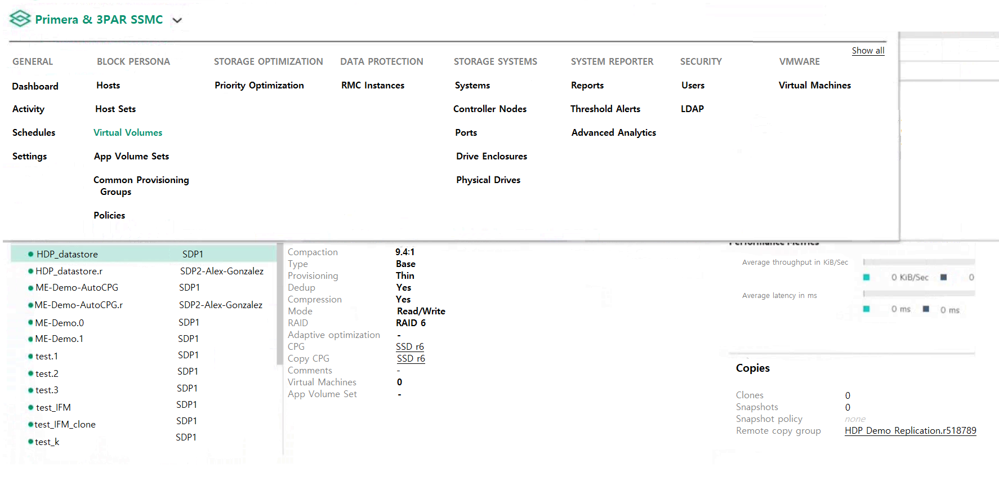 Primera & 3PAR SSMC
Show all
GENERAL
Dashboard
Activity
Schedules
Settings
BLOCK PERSONA
Hosts
Host Sets
Virtual Volumes
App Volume Sets
Common Provisioning
Groups
Policies
STORAGE OPTIMIZATION
Priority Optimization
DATA PROTECTION
RMC Instances
STORAGE SYSTEMS
Systems
Controller Nodes
Ports
Drive Enclosures
Physical Drives
SYSTEM REPORTER
Reports
Threshold Alerts
Advanced Analytics
SECURITY
Users
LDAP
VMWARE
Virtual Machines
HDP_datastore SDP1
HDP_datastore.r SDP2-Alex-Gonzalez
ME-Demo-AutoCPG SDP1
ME-Demo-AutoCPG.r SDP2-Alex-Gonzalez
ME-Demo.0 SDP1
ME-Demo.1 SDP1
test.1 SDP1
test.2 SDP1
test.3 SDP1
test_IFM SDP1
test_IFM_clone SDP1
test_k SDP1
Compaction 9.4:1
Type Base
Provisioning Thin
Dedup Yes
Compression Yes
Mode Read/Write
RAID RAID 6
Adaptive optimization -
CPG SSD_r6
Copy CPG SSD_r6
Comments -
Virtual Machines 0
App Volume Set -
Performance Metrics
Average throughput in KiB/Sec
0 KiB/Sec 0
Average latency in ms
0 ms 0 ms
Copies
Clones 0
Snapshots 0
Snapshot policy none
Remote copy group HDP_Demo_Replication.r518789